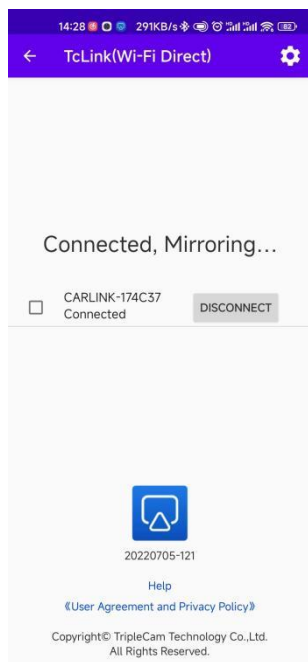 14:28 291KB/s 82
TcLink(Wi-Fi Direct)
Connected, Mirroring...
CARLINK-174C37
Connected
DISCONNECT
20220705-121
Help
《User Agreement and Privacy Policy》
Copyright© TripleCam Technology Co.,Ltd.
All Rights Reserved.